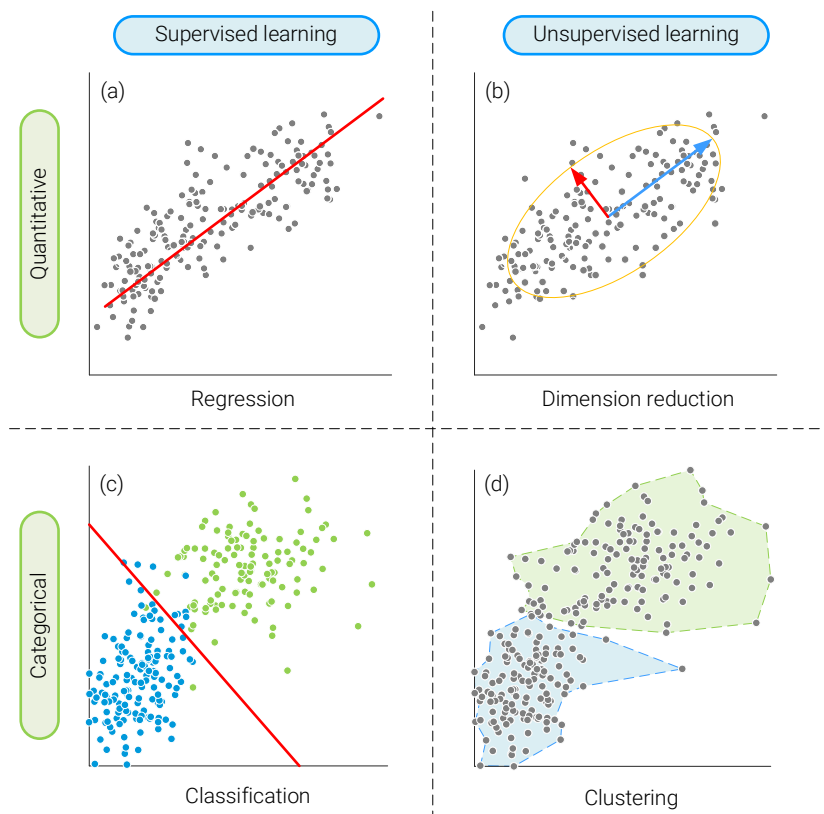 Supervised learning
Unsupervised learning
Quantitative
(a)
(b)
Regression
Dimension reduction
Categorical
(c)
(d)
Classification
Clustering